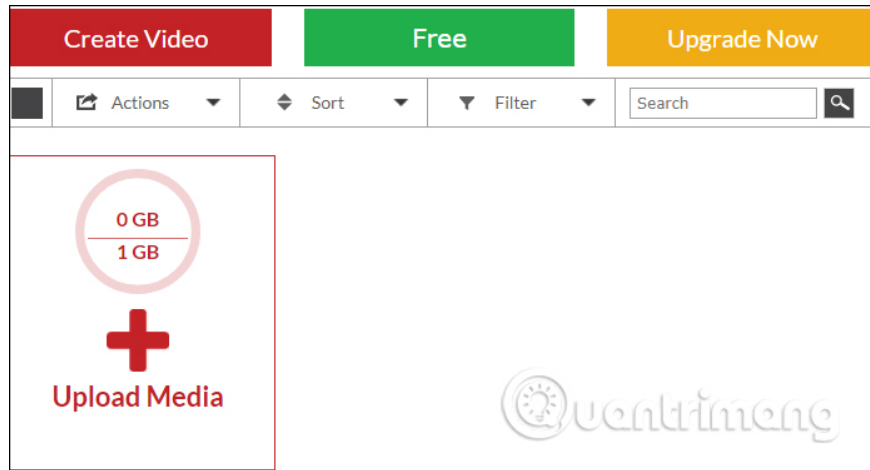 Create Video Free Upgrade Now
Actions Sort Filter Search
0 GB
1 GB
Upload Media
Quantrimang